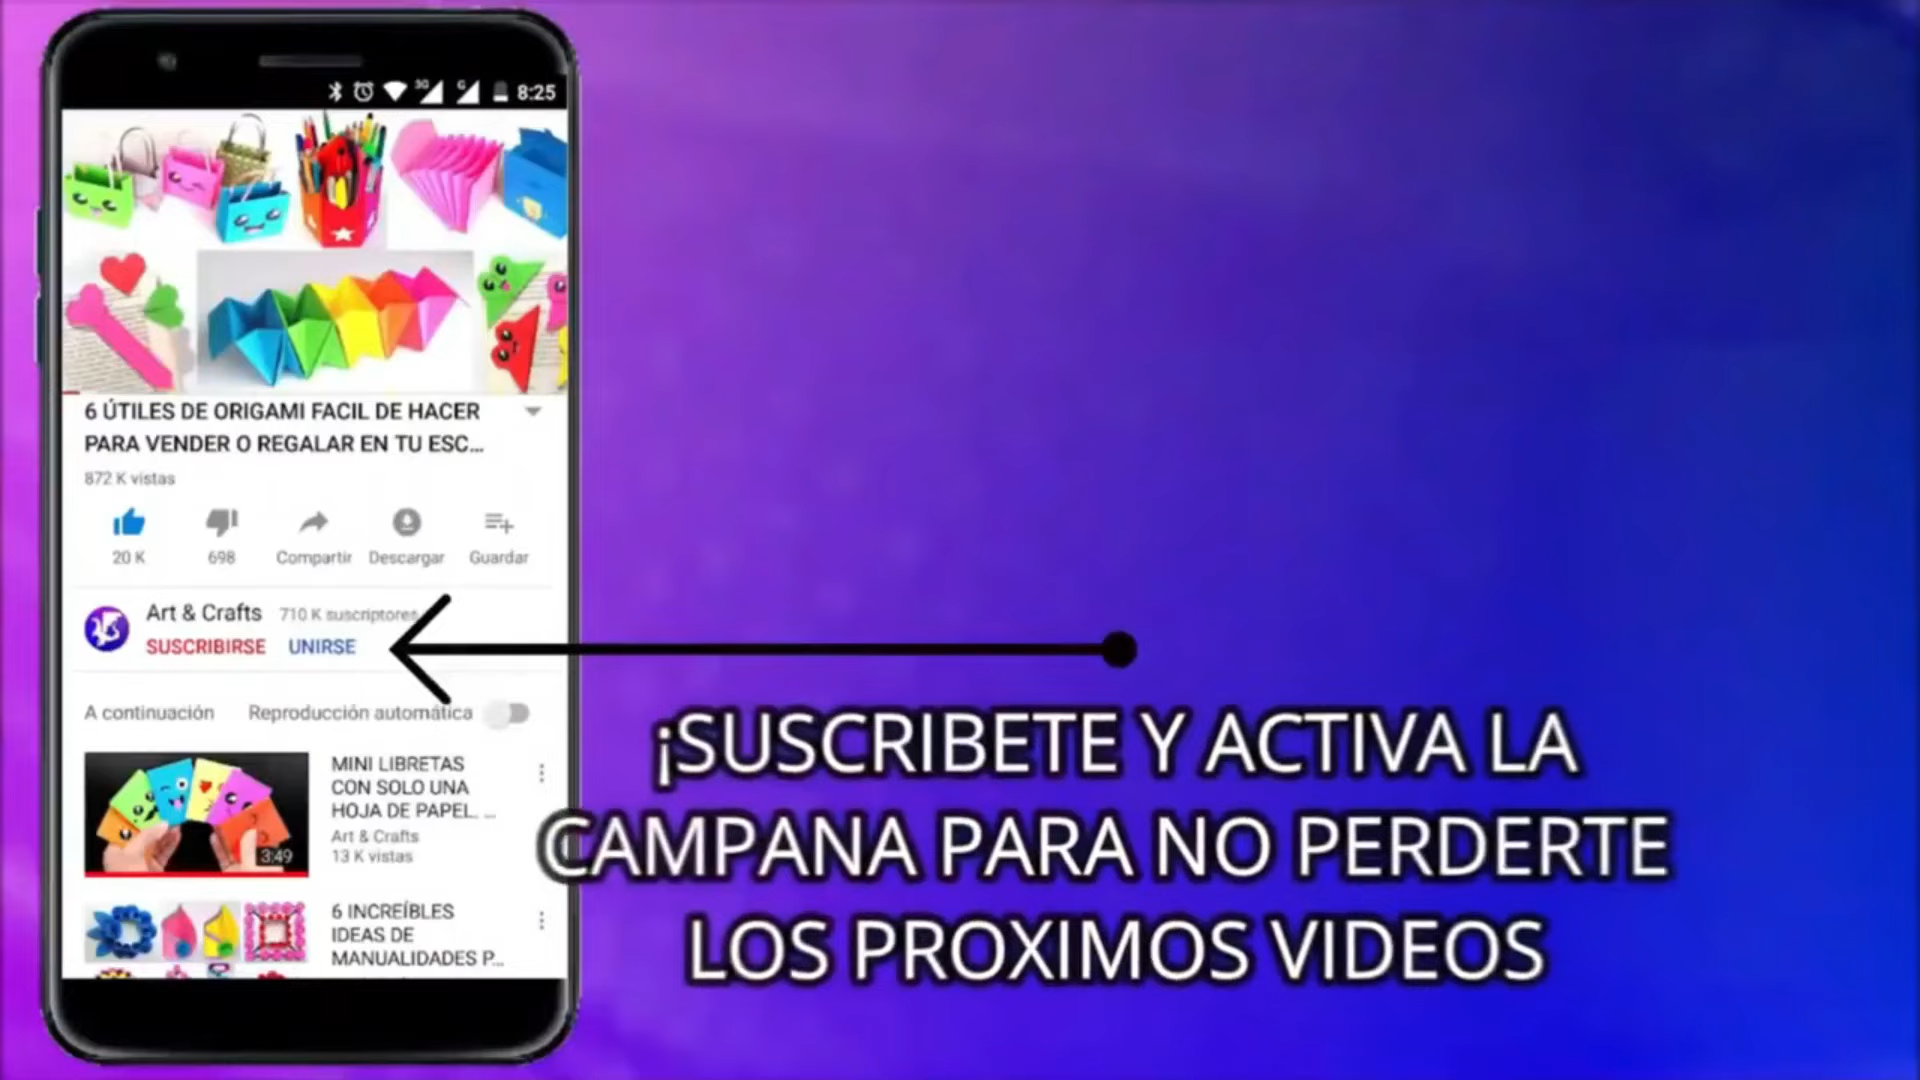 3G G 8:25
6 ÚTILES DE ORIGAMI FACIL DE HACER
PARA VENDER O REGALAR EN TU ESC...
872 K vistas
20 K 698 Compartir Descargar Guardar
Art & Crafts 710 K suscriptores
SUSCRIBIRSE UNIRSE
A continuación Reproducción automática
MINI LIBRETAS
CON SOLO UNA
HOJA DE PAPEL. ...
Art & Crafts
13 K vistas
3:49
6 INCREÍBLES
IDEAS DE
MANUALIDADES P...
¡SUSCRIBETE Y ACTIVA LA
CAMPANA PARA NO PERDERTE
LOS PROXIMOS VIDEOS